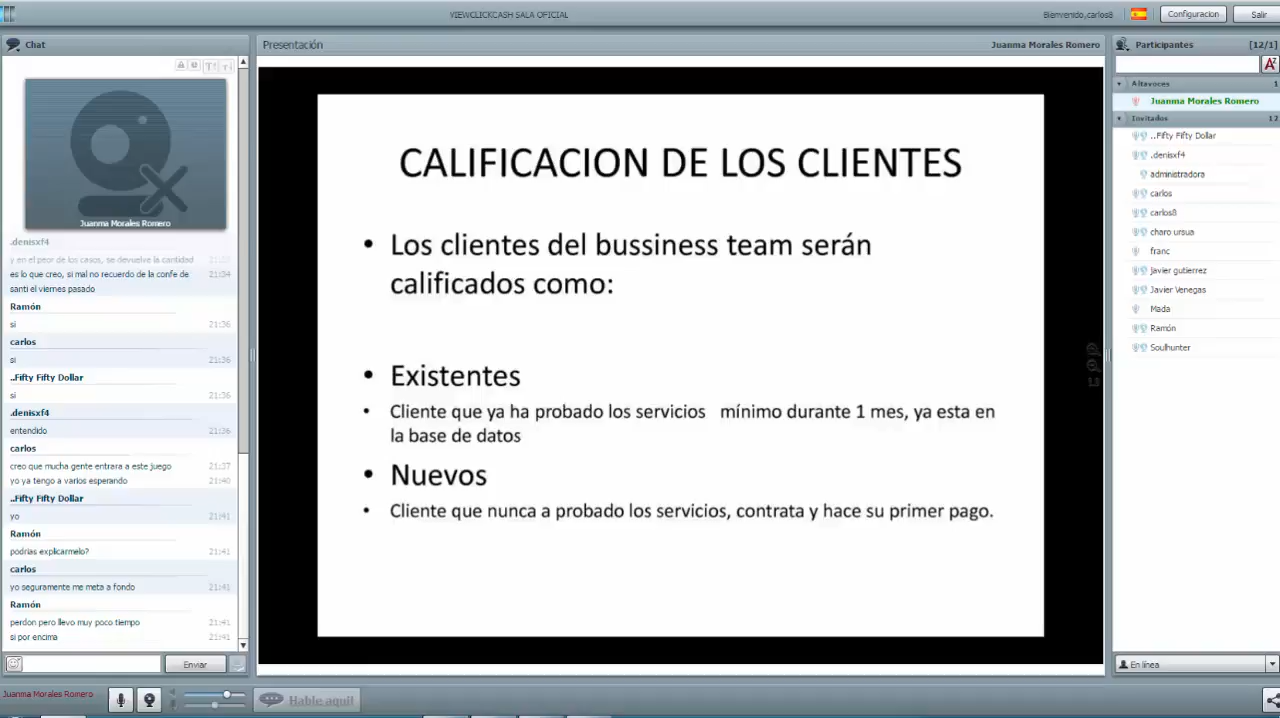 VIEWCLICKCASH SALA OFICIAL
Bienvenido,carlos8
Configuracion
Salir
Chat
Juanma Morales Romero
.denisxf4
y en el peor de los casos, se devuelve la cantidad
es lo que creo, si mal no recuerdo de la confe de 21:34
santi el viernes pasado
Ramón
si 21:36
carlos
si 21:36
..Fifty Fifty Dollar
si 21:36
.denisxf4
entendido 21:36
carlos
creo que mucha gente entrara a este juego 21:37
yo ya tengo a varios esperando 21:40
..Fifty Fifty Dollar
yo 21:41
Ramón
podrias explicarmelo? 21:41
carlos
yo seguramente me meta a fondo 21:41
Ramón
perdon pero llevo muy poco tiempo 21:41
si por encima 21:41
Enviar
Juanma Morales Romero
Hable aquí!
Presentación
Juanma Morales Romero
CALIFICACION DE LOS CLIENTES
• Los clientes del bussiness team serán
calificados como:
• Existentes
• Cliente que ya ha probado los servicios mínimo durante 1 mes, ya esta en
la base de datos
• Nuevos
• Cliente que nunca a probado los servicios, contrata y hace su primer pago.
1:1
Participantes [12/1]
Altavoces 1
Juanma Morales Romero
Invitados 12
..Fifty Fifty Dollar
.denisxf4
administradora
carlos
carlos8
charo ursua
franc
Javier gutierrez
Javier Venegas
Mada
Ramón
Soulhunter
En línea